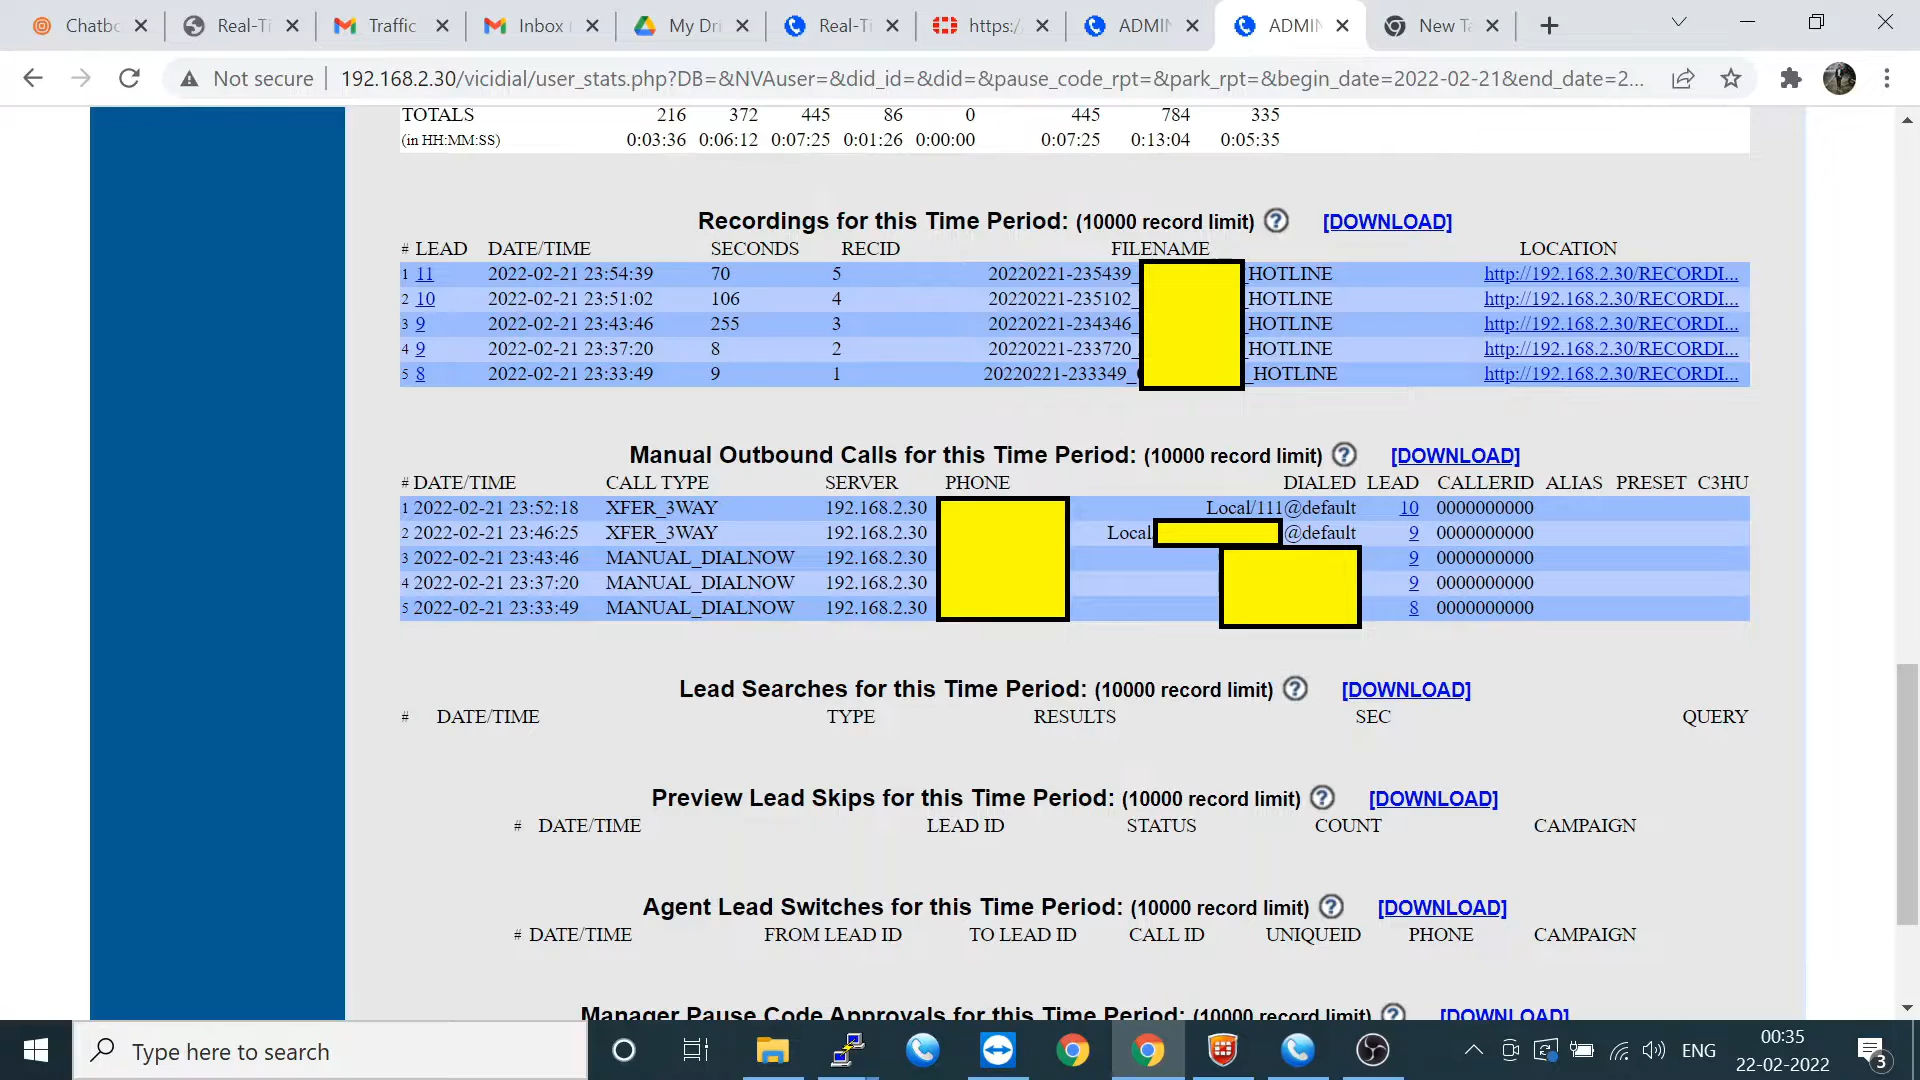 Chatbo
Real-Ti
Traffic
Inbox
My Dri
Real-Ti
https:/
ADMIN
ADMIN
New Ta
Not secure
192.168.2.30/vicidial/user_stats.php?DB=&NVAuser=&did_id=&did=&pause_code_rpt=&park_rpt=&begin_date=2022-02-21&end_date=2...
TOTALS 216 372 445 86 0 445 784 335
(in HH:MM:SS) 0:03:36 0:06:12 0:07:25 0:01:26 0:00:00 0:07:25 0:13:04 0:05:35
Recordings for this Time Period: (10000 record limit) ? [DOWNLOAD]
# LEAD DATE/TIME SECONDS RECID FILENAME LOCATION
1 11 2022-02-21 23:54:39 70 5 20220221-235439_ _HOTLINE http://192.168.2.30/RECORDI...
2 10 2022-02-21 23:51:02 106 4 20220221-235102_ _HOTLINE http://192.168.2.30/RECORDI...
3 9 2022-02-21 23:43:46 255 3 20220221-234346_ _HOTLINE http://192.168.2.30/RECORDI...
4 9 2022-02-21 23:37:20 8 2 20220221-233720_ _HOTLINE http://192.168.2.30/RECORDI...
5 8 2022-02-21 23:33:49 9 1 20220221-233349_ _HOTLINE http://192.168.2.30/RECORDI...
Manual Outbound Calls for this Time Period: (10000 record limit) ? [DOWNLOAD]
# DATE/TIME CALL TYPE SERVER PHONE DIALED LEAD CALLERID ALIAS PRESET C3HU
1 2022-02-21 23:52:18 XFER_3WAY 192.168.2.30 Local/111@default 10 0000000000
2 2022-02-21 23:46:25 XFER_3WAY 192.168.2.30 Local/ @default 9 0000000000
3 2022-02-21 23:43:46 MANUAL_DIALNOW 192.168.2.30 9 0000000000
4 2022-02-21 23:37:20 MANUAL_DIALNOW 192.168.2.30 9 0000000000
5 2022-02-21 23:33:49 MANUAL_DIALNOW 192.168.2.30 8 0000000000
Lead Searches for this Time Period: (10000 record limit) ? [DOWNLOAD]
# DATE/TIME TYPE RESULTS SEC QUERY
Preview Lead Skips for this Time Period: (10000 record limit) ? [DOWNLOAD]
# DATE/TIME LEAD ID STATUS COUNT CAMPAIGN
Agent Lead Switches for this Time Period: (10000 record limit) ? [DOWNLOAD]
# DATE/TIME FROM LEAD ID TO LEAD ID CALL ID UNIQUEID PHONE CAMPAIGN
Manager Pause Code Approvals for this Time Period: (10000 record limit) ? [DOWNLOAD]
Type here to search
ENG
00:35
22-02-2022
3